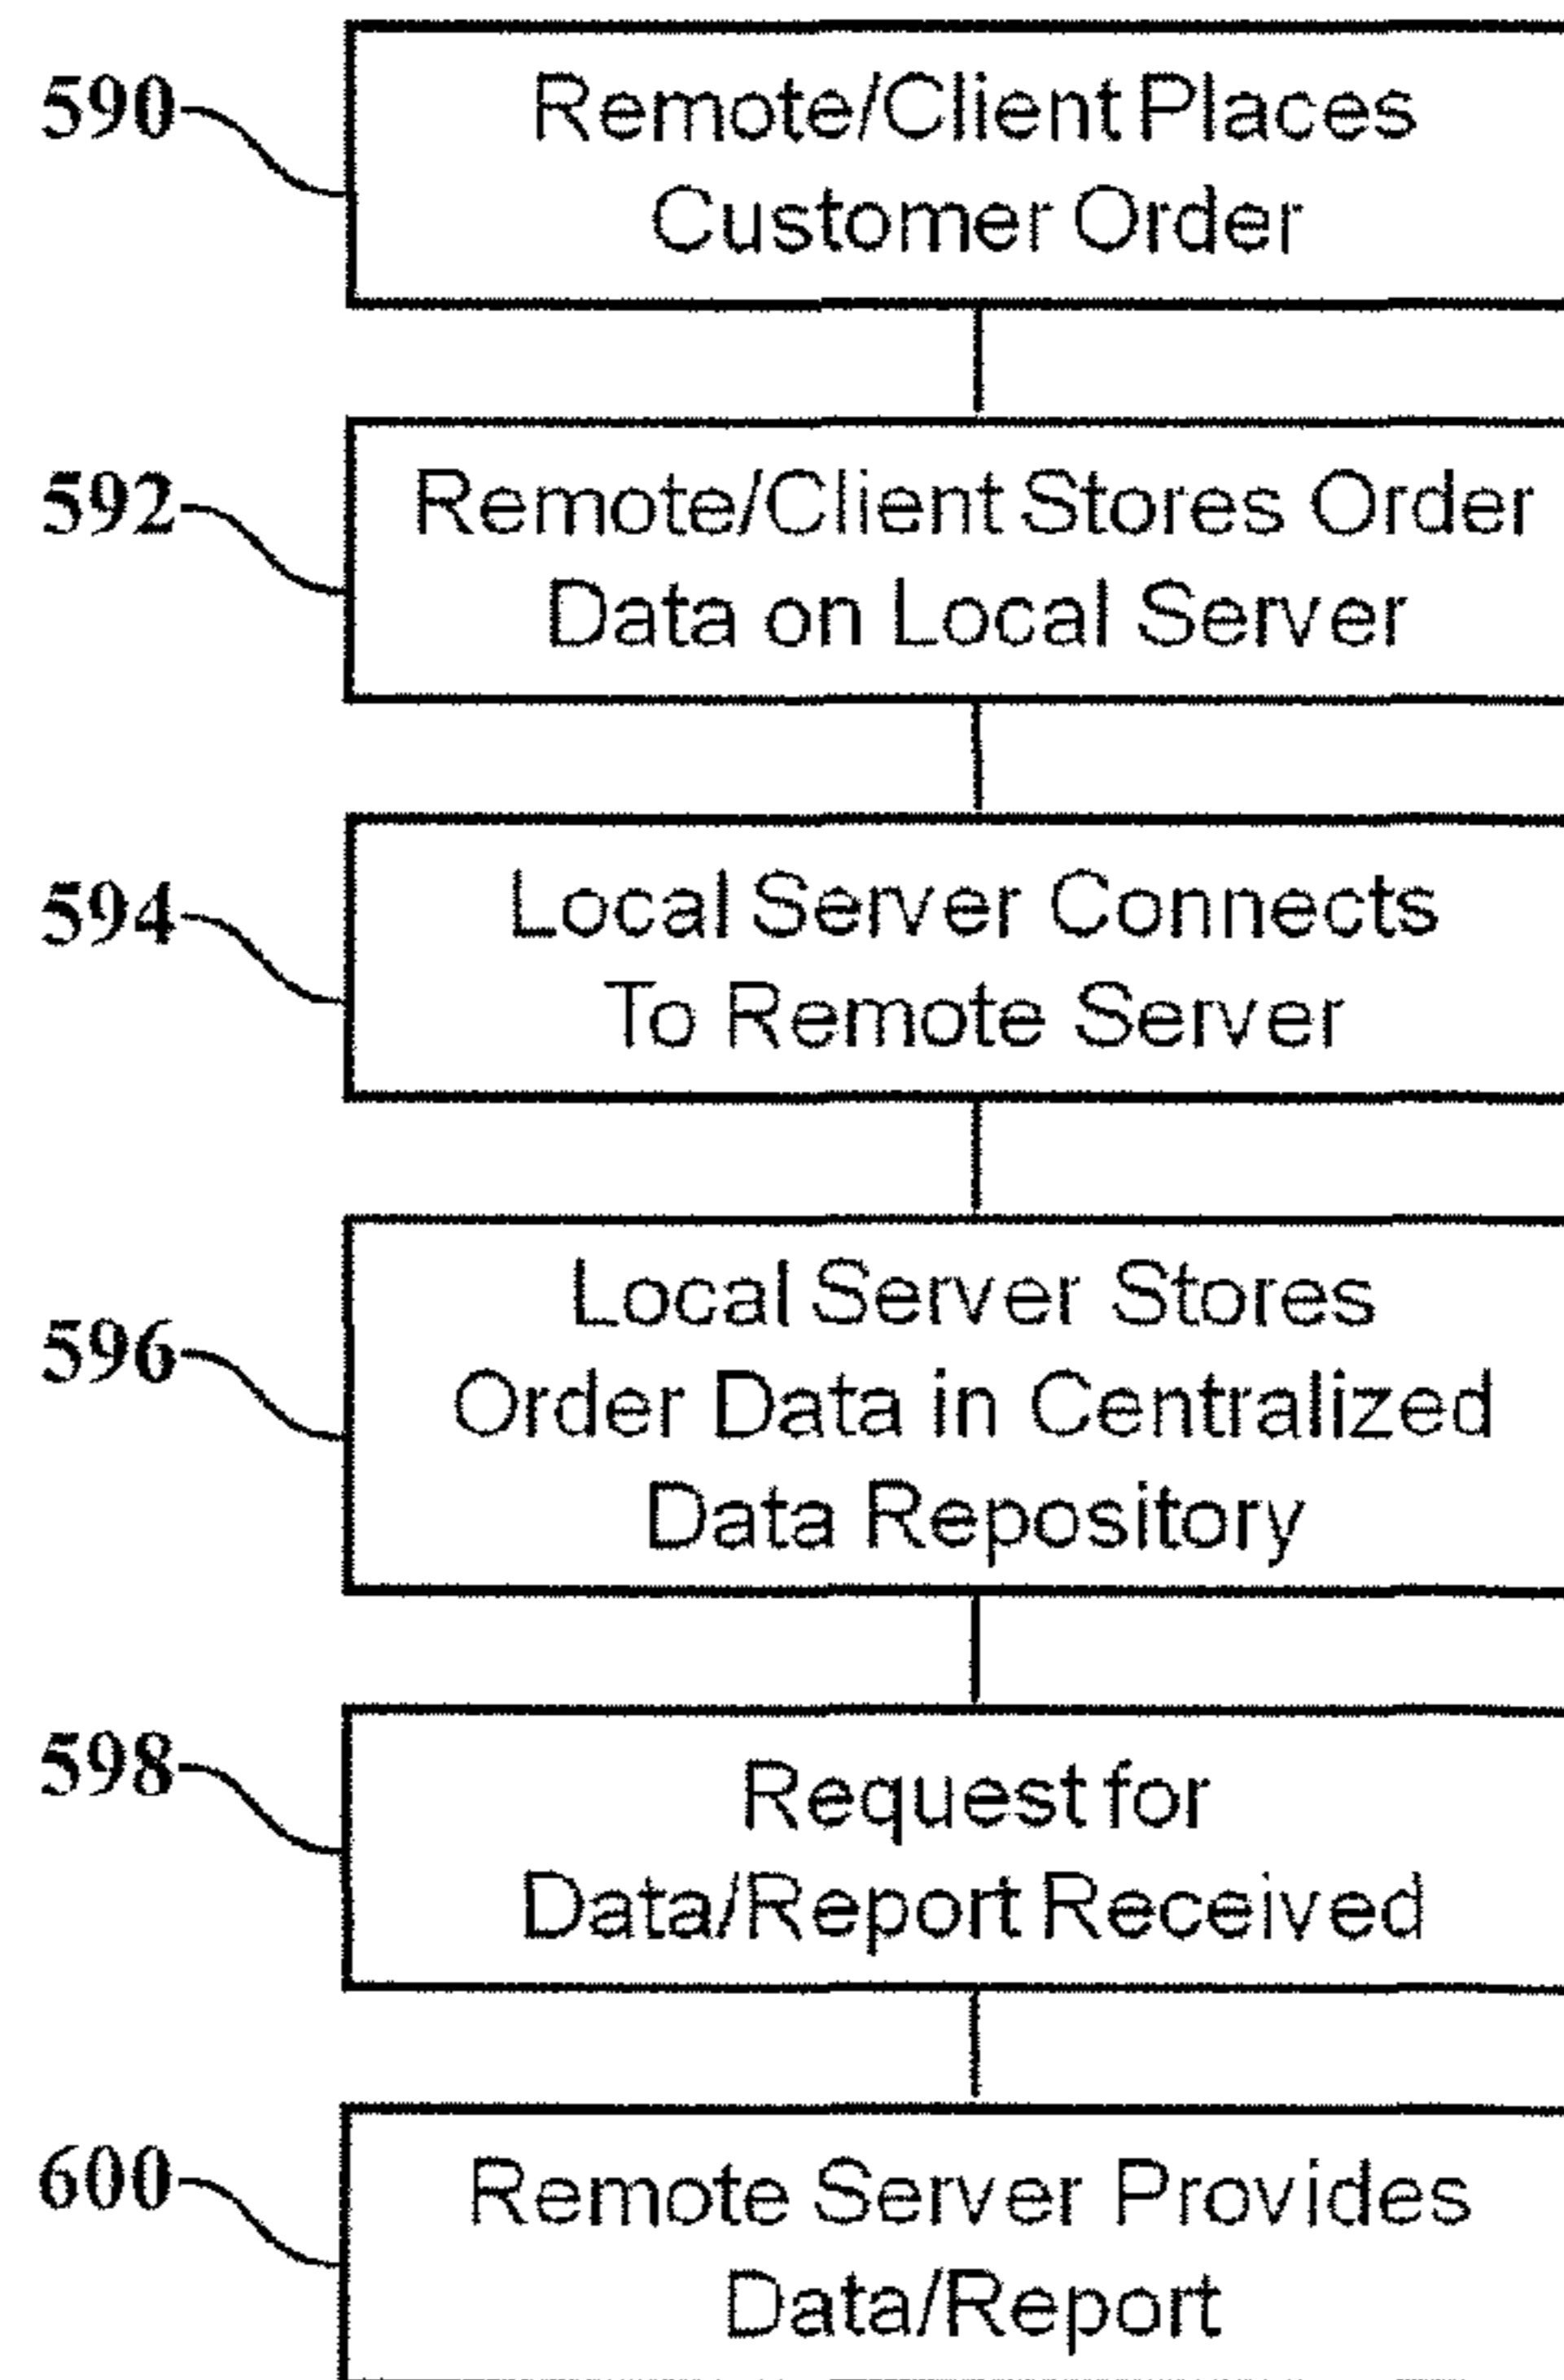 590
Remote/Client Places
Customer Order
592
Remote/Client Stores Order
Data on Local Server
594
Local Server Connects
To Remote Server
596
Local Server Stores
Order Data in Centralized
Data Repository
598
Request for
Data/Report Received
600
Remote Server Provides
Data/Report